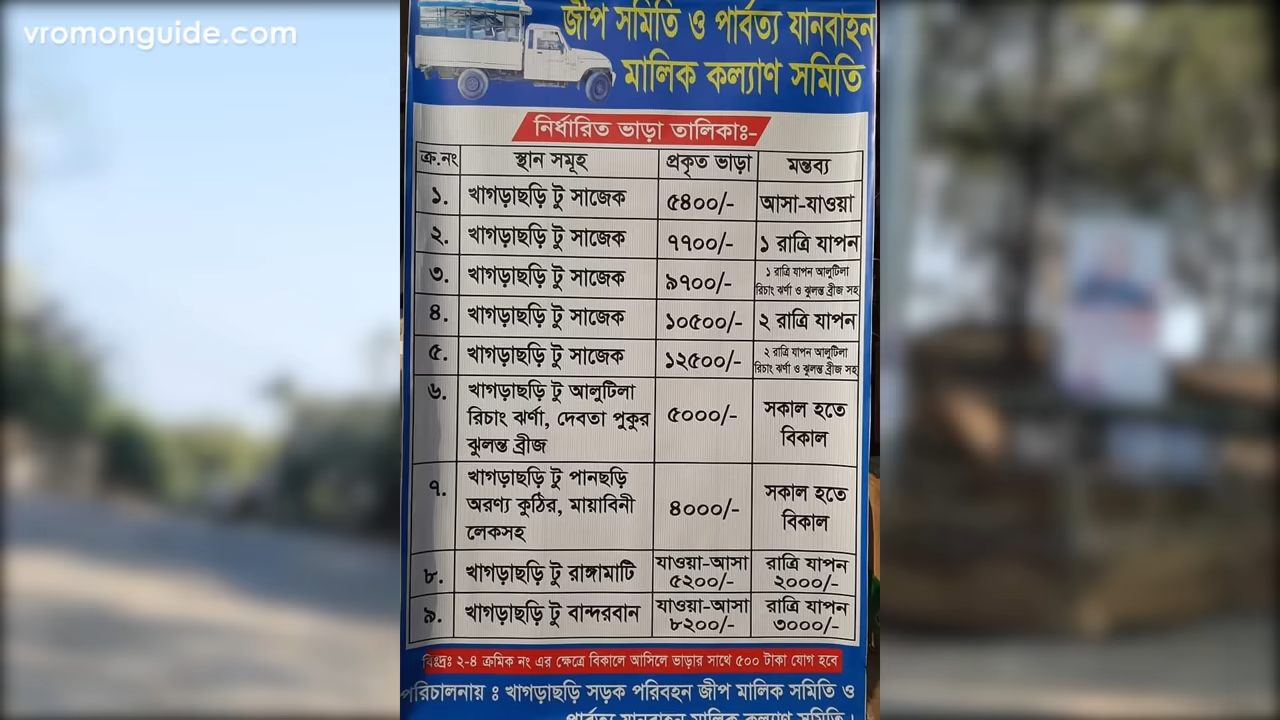 vromonguide.com
জীপ সমিতি ও পার্বত্য যানবাহন
মালিক কল্যাণ সমিতি
নির্ধারিত ভাড়া তালিকাঃ-
ক্র.নং স্থান সমূহ প্রকৃত ভাড়া মন্তব্য
১. খাগড়াছড়ি টু সাজেক ৫৪০০/- আসা-যাওয়া
২. খাগড়াছড়ি টু সাজেক ৭৭০০/- ১ রাত্রি যাপন
৩. খাগড়াছড়ি টু সাজেক ৯৭০০/- ১ রাত্রি যাপন আলুটিলা
রিচাং ঝর্ণা ও ঝুলন্ত ব্রীজ সহ
৪. খাগড়াছড়ি টু সাজেক ১০৫০০/- ২ রাত্রি যাপন
৫. খাগড়াছড়ি টু সাজেক ১২৫০০/- ২ রাত্রি যাপন আলুটিলা
রিচাং ঝর্ণা ও ঝুলন্ত ব্রীজ সহ
৬. খাগড়াছড়ি টু আলুটিলা
রিচাং ঝর্ণা, দেবতা পুকুর ৫০০০/- সকাল হতে
ঝুলন্ত ব্রীজ বিকাল
৭. খাগড়াছড়ি টু পানছড়ি
অরণ্য কুঠির, মায়াবিনী ৪০০০/- সকাল হতে
লেকসহ বিকাল
৮. খাগড়াছড়ি টু রাঙ্গামাটি যাওয়া-আসা রাত্রি যাপন
৫২০০/- ২০০০/-
৯. খাগড়াছড়ি টু বান্দরবান যাওয়া-আসা রাত্রি যাপন
৮২০০/- ৩০০০/-
বিঃদ্রঃ ২-৪ ক্রমিক নং এর ক্ষেত্রে বিকালে আসিলে ভাড়ার সাথে ৫০০ টাকা যোগ হবে
পরিচালনায় ঃ খাগড়াছড়ি সড়ক পরিবহন জীপ মালিক সমিতি ও
পার্বত্য যানবাহন মালিক কল্যাণ সমিতি।